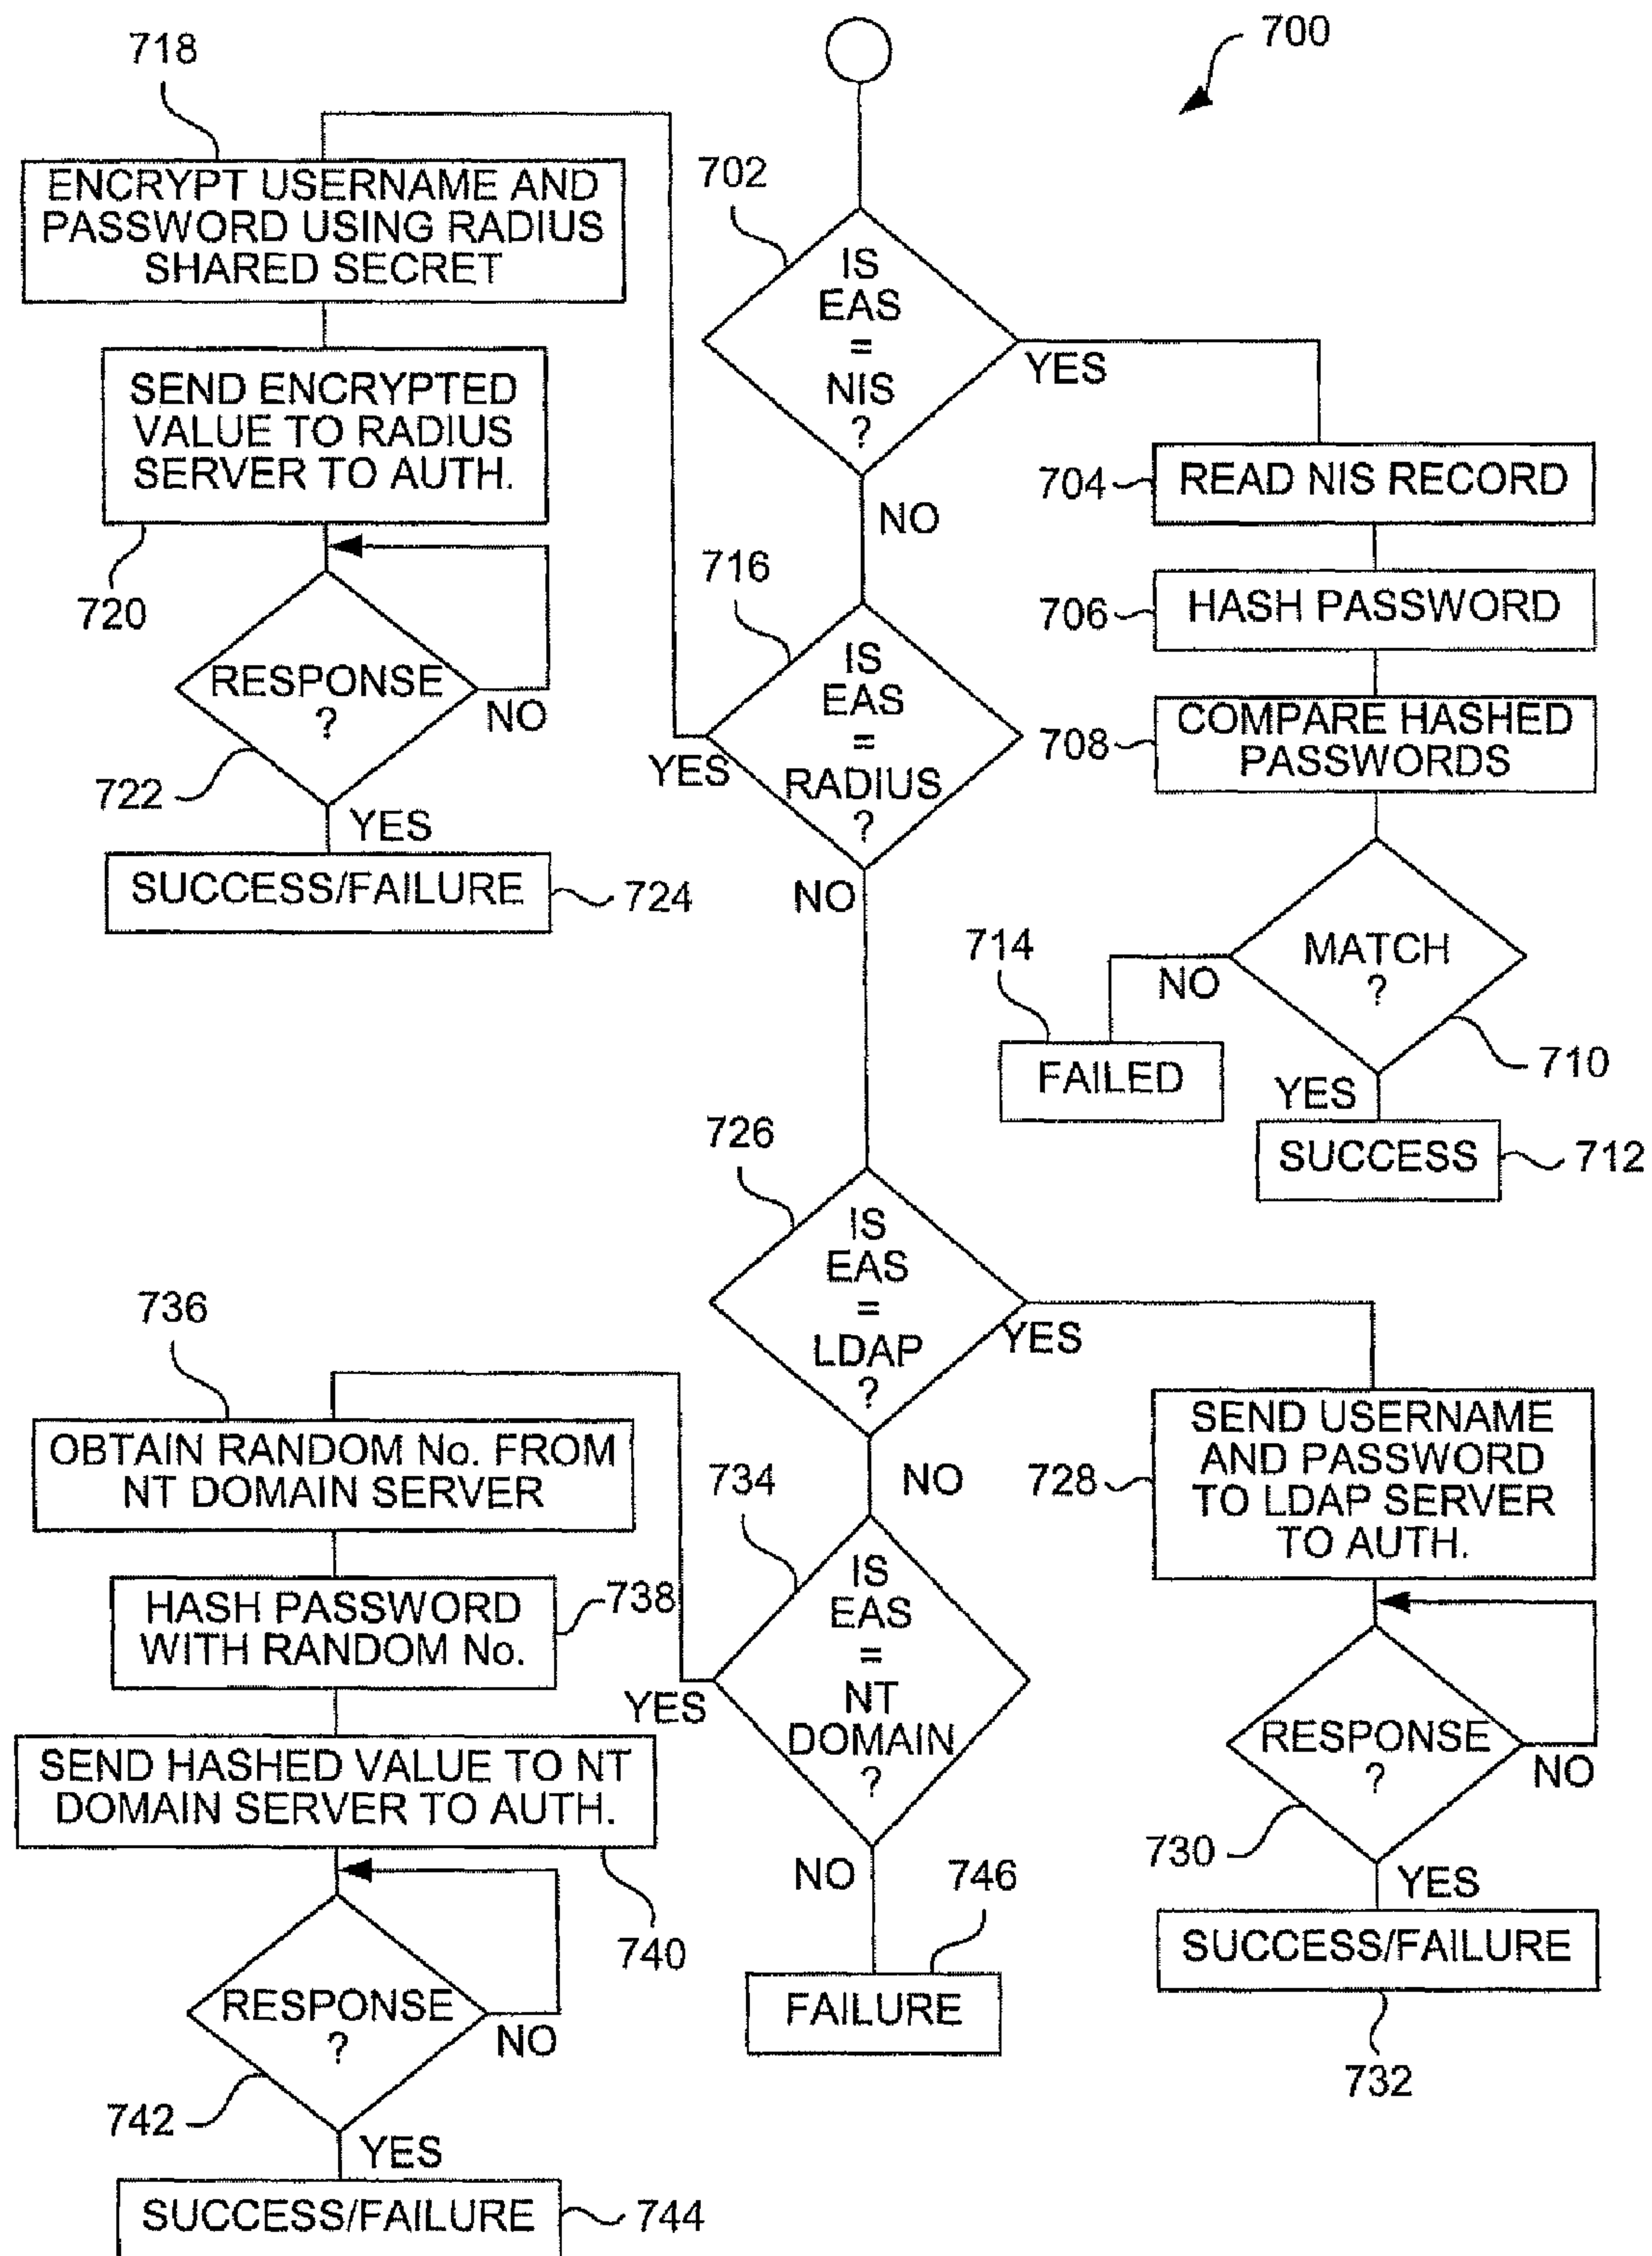 700
718
ENCRYPT USERNAME AND
PASSWORD USING RADIUS
SHARED SECRET
702
IS
EAS
=
NIS
?
YES
NO
SEND ENCRYPTED
VALUE TO RADIUS
SERVER TO AUTH.
720
704
READ NIS RECORD
706
HASH PASSWORD
708
COMPARE HASHED
PASSWORDS
716
IS
EAS
=
RADIUS
?
YES
NO
RESPONSE
?
NO
722
YES
SUCCESS/FAILURE
724
MATCH
?
NO
710
714
FAILED
YES
SUCCESS
712
726
IS
EAS
=
LDAP
?
YES
NO
728
SEND USERNAME
AND PASSWORD
TO LDAP SERVER
TO AUTH.
736
OBTAIN RANDOM No. FROM
NT DOMAIN SERVER
738
HASH PASSWORD
WITH RANDOM No.
734
IS
EAS
=
NT
DOMAIN
?
YES
NO
RESPONSE
?
NO
730
YES
SUCCESS/FAILURE
732
SEND HASHED VALUE TO NT
DOMAIN SERVER TO AUTH.
740
746
FAILURE
RESPONSE
?
NO
742
YES
SUCCESS/FAILURE
744